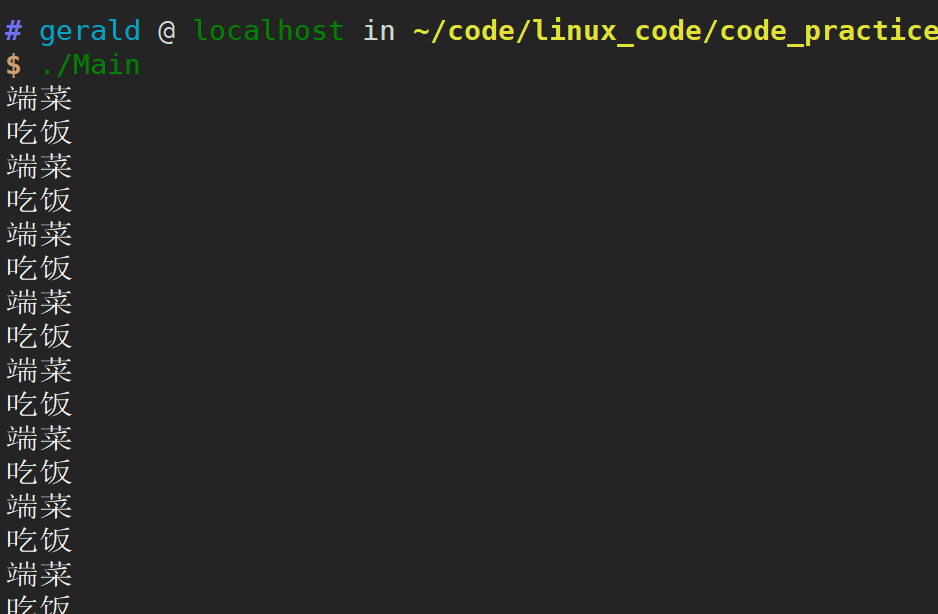 # gerald @ localhost in ~/code/linux_code/code_practice
$ ./Main
端菜
吃饭
端菜
吃饭
端菜
吃饭
端菜
吃饭
端菜
吃饭
端菜
吃饭
端菜
吃饭
端菜
吃饭